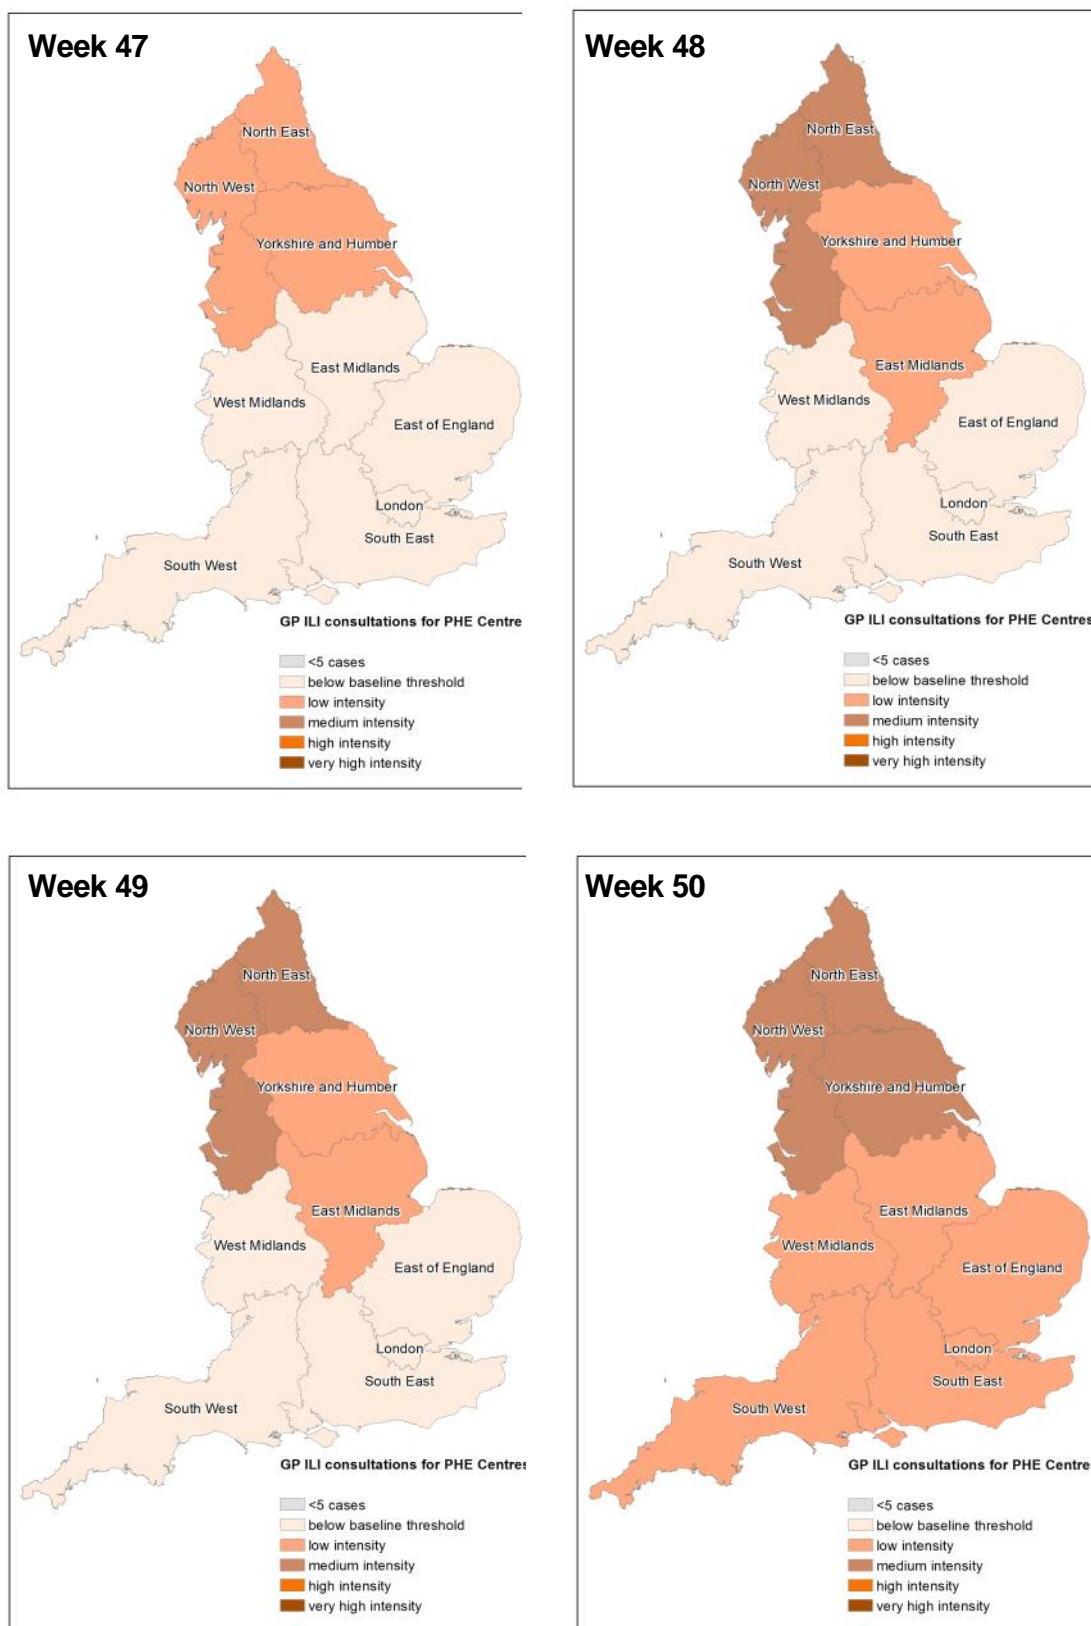 Week 47
North East
North West
Yorkshire and Humber
East Midlands
West Midlands
East of England
London
South East
South West
GP ILI consultations for PHE Centre
<5 cases
below baseline threshold
low intensity
medium intensity
high intensity
very high intensity
Week 48
North East
North West
Yorkshire and Humber
East Midlands
West Midlands
East of England
London
South East
South West
GP ILI consultations for PHE Centres
<5 cases
below baseline threshold
low intensity
medium intensity
high intensity
very high intensity
Week 49
North East
North West
Yorkshire and Humber
East Midlands
West Midlands
East of England
London
South East
South West
GP ILI consultations for PHE Centres
<5 cases
below baseline threshold
low intensity
medium intensity
high intensity
very high intensity
Week 50
North East
North West
Yorkshire and Humber
East Midlands
West Midlands
East of England
London
South East
South West
GP ILI consultations for PHE Centre
<5 cases
below baseline threshold
low intensity
medium intensity
high intensity
very high intensity